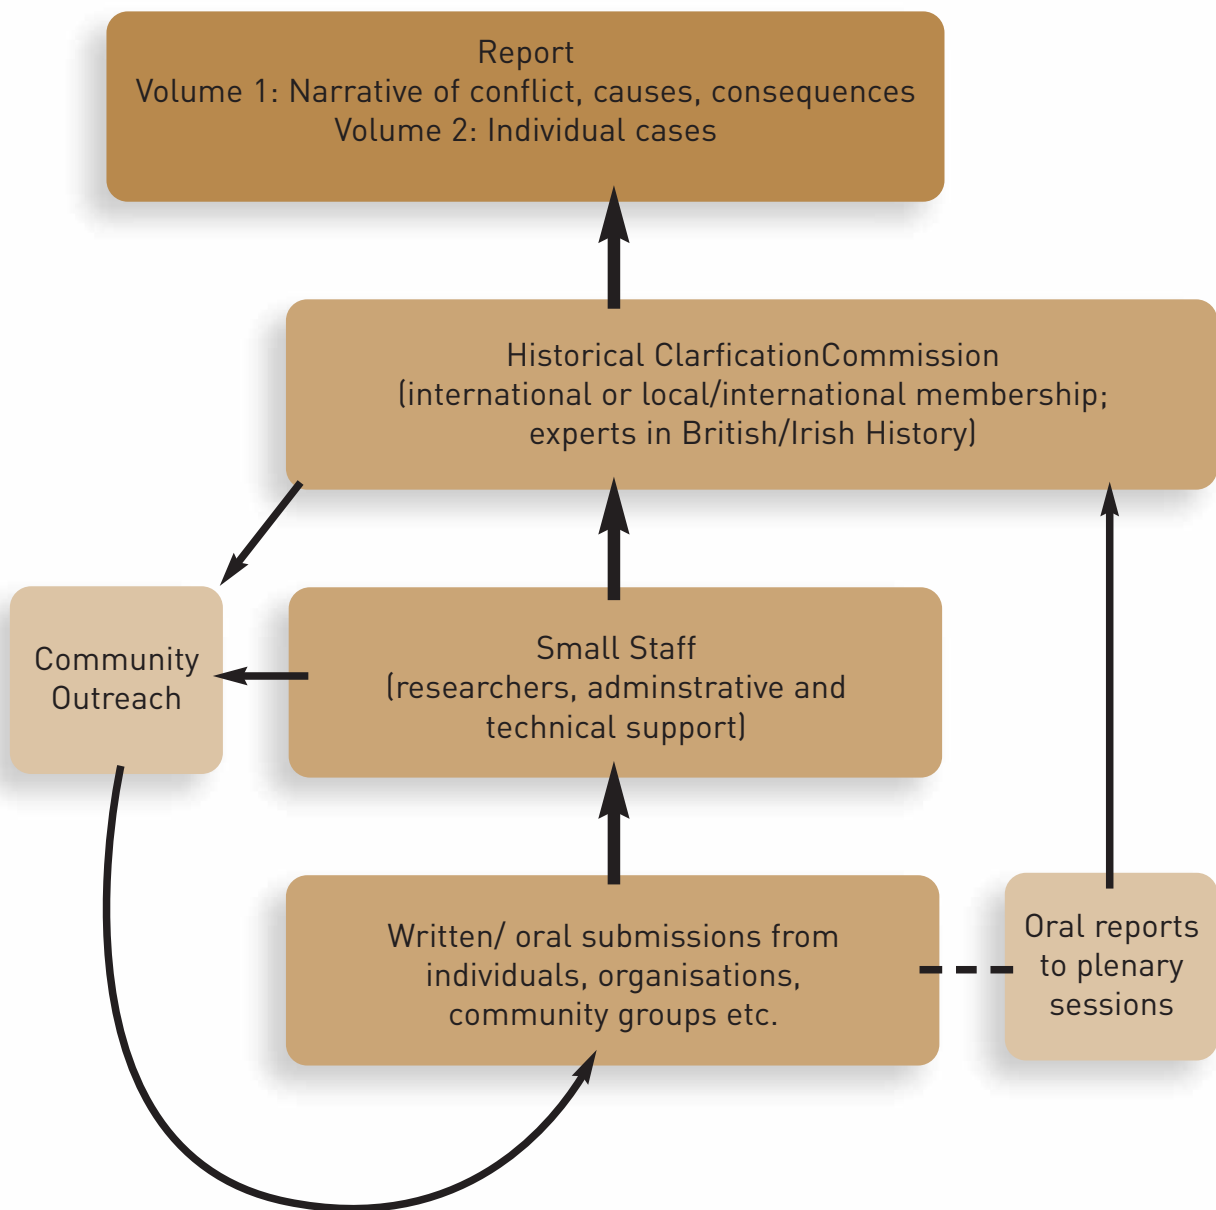 Report
Volume 1: Narrative of conflict, causes, consequences
Volume 2: Individual cases
Historical ClarficationCommission
(international or local/international membership;
experts in British/Irish History)
Community
Outreach
Small Staff
(researchers, adminstrative and
technical support)
Written/ oral submissions from
individuals, organisations,
community groups etc.
Oral reports
to plenary
sessions